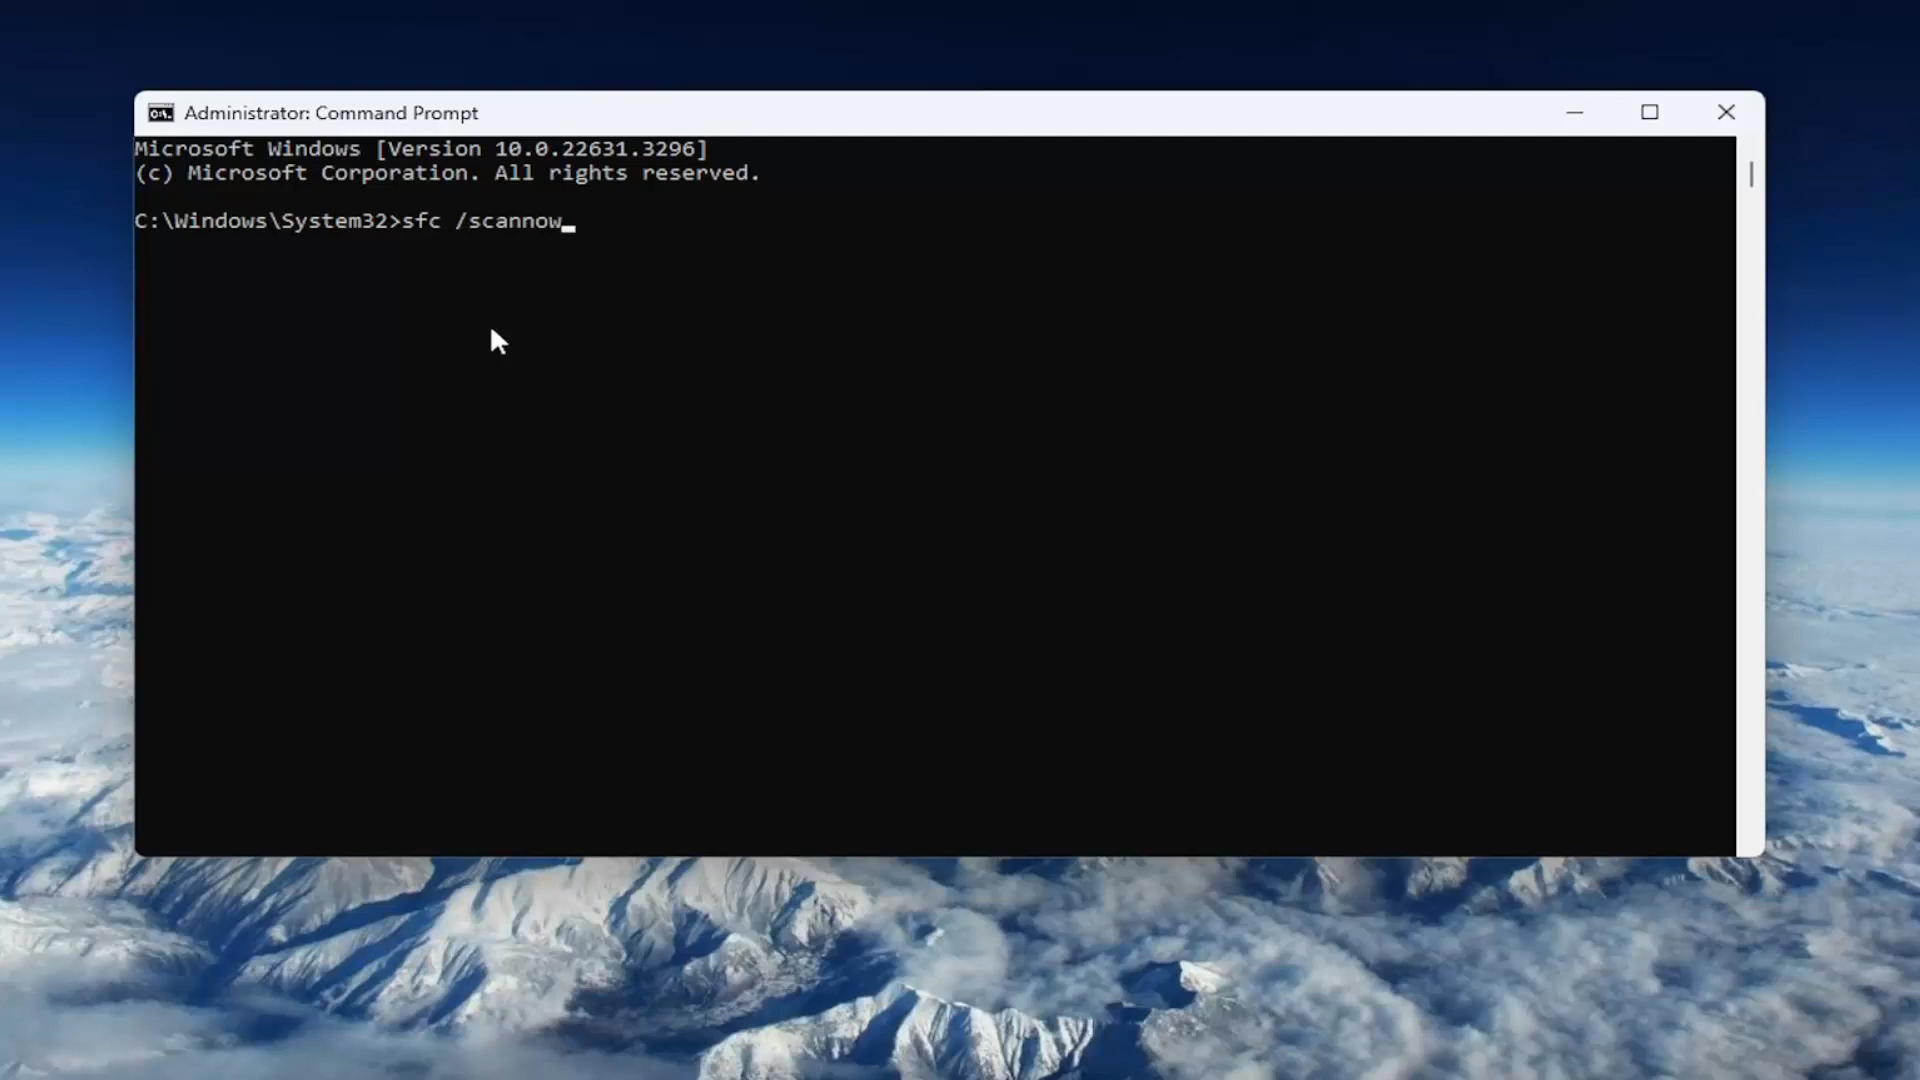 Administrator: Command Prompt
Microsoft Windows [Version 10.0.22631.3296]
(c) Microsoft Corporation. All rights reserved.
C:\Windows\System32>sfc /scannow